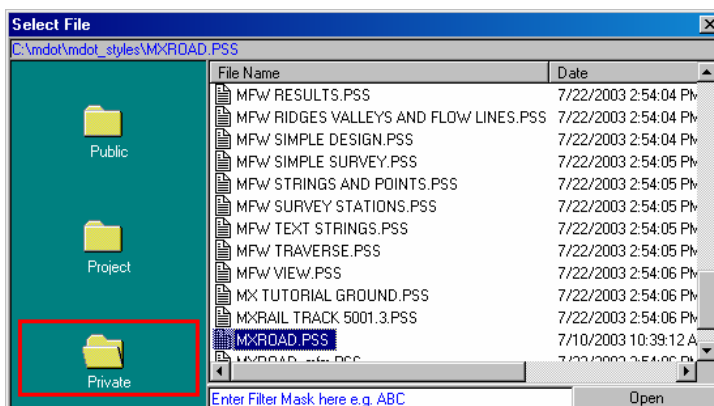 Select File
C:\mdot\mdot_styles\MXROAD.PSS
File Name Date
MFW RESULTS.PSS 7/22/2003 2:54:04 PM
MFW RIDGES VALLEYS AND FLOW LINES.PSS 7/22/2003 2:54:04 PM
MFW SIMPLE DESIGN.PSS 7/22/2003 2:54:04 PM
MFW SIMPLE SURVEY.PSS 7/22/2003 2:54:05 PM
MFW STRINGS AND POINTS.PSS 7/22/2003 2:54:05 PM
MFW SURVEY STATIONS.PSS 7/22/2003 2:54:05 PM
MFW TEXT STRINGS.PSS 7/22/2003 2:54:05 PM
MFW TRAVERSE.PSS 7/22/2003 2:54:05 PM
MFW VIEW.PSS 7/22/2003 2:54:06 PM
MX TUTORIAL GROUND.PSS 7/22/2003 2:54:06 PM
MXRAIL TRACK 5001.3.PSS 7/22/2003 2:54:06 PM
MXROAD.PSS 7/10/2003 10:39:12 A
Public
Project
Private
Enter Filter Mask here e.g. ABC
Open